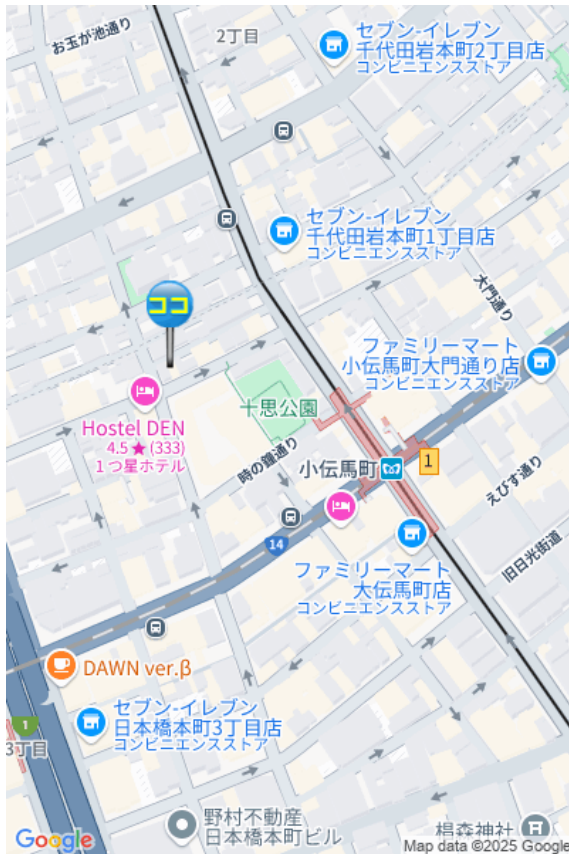 お玉が池通り
2丁目
セブン-イレブン
千代田岩本町2丁目店
コンビニエンスストア
セブン-イレブン
千代田岩本町1丁目店
コンビニエンスストア
大門通り
ココ
ファミリーマート
小伝馬町大門通り店
コンビニエンスストア
十思公園
Hostel DEN
4.5★(333)
1つ星ホテル
時の鐘通り
小伝馬町
1
えびす通り
14
旧日光街道
ファミリーマート
大伝馬町店
コンビニエンスストア
DAWN ver.β
セブン-イレブン
日本橋本町3丁目店
コンビニエンスストア
1
3丁目
野村不動産
日本橋本町ビル
椙森神社
Google
Map data ©2025 Google